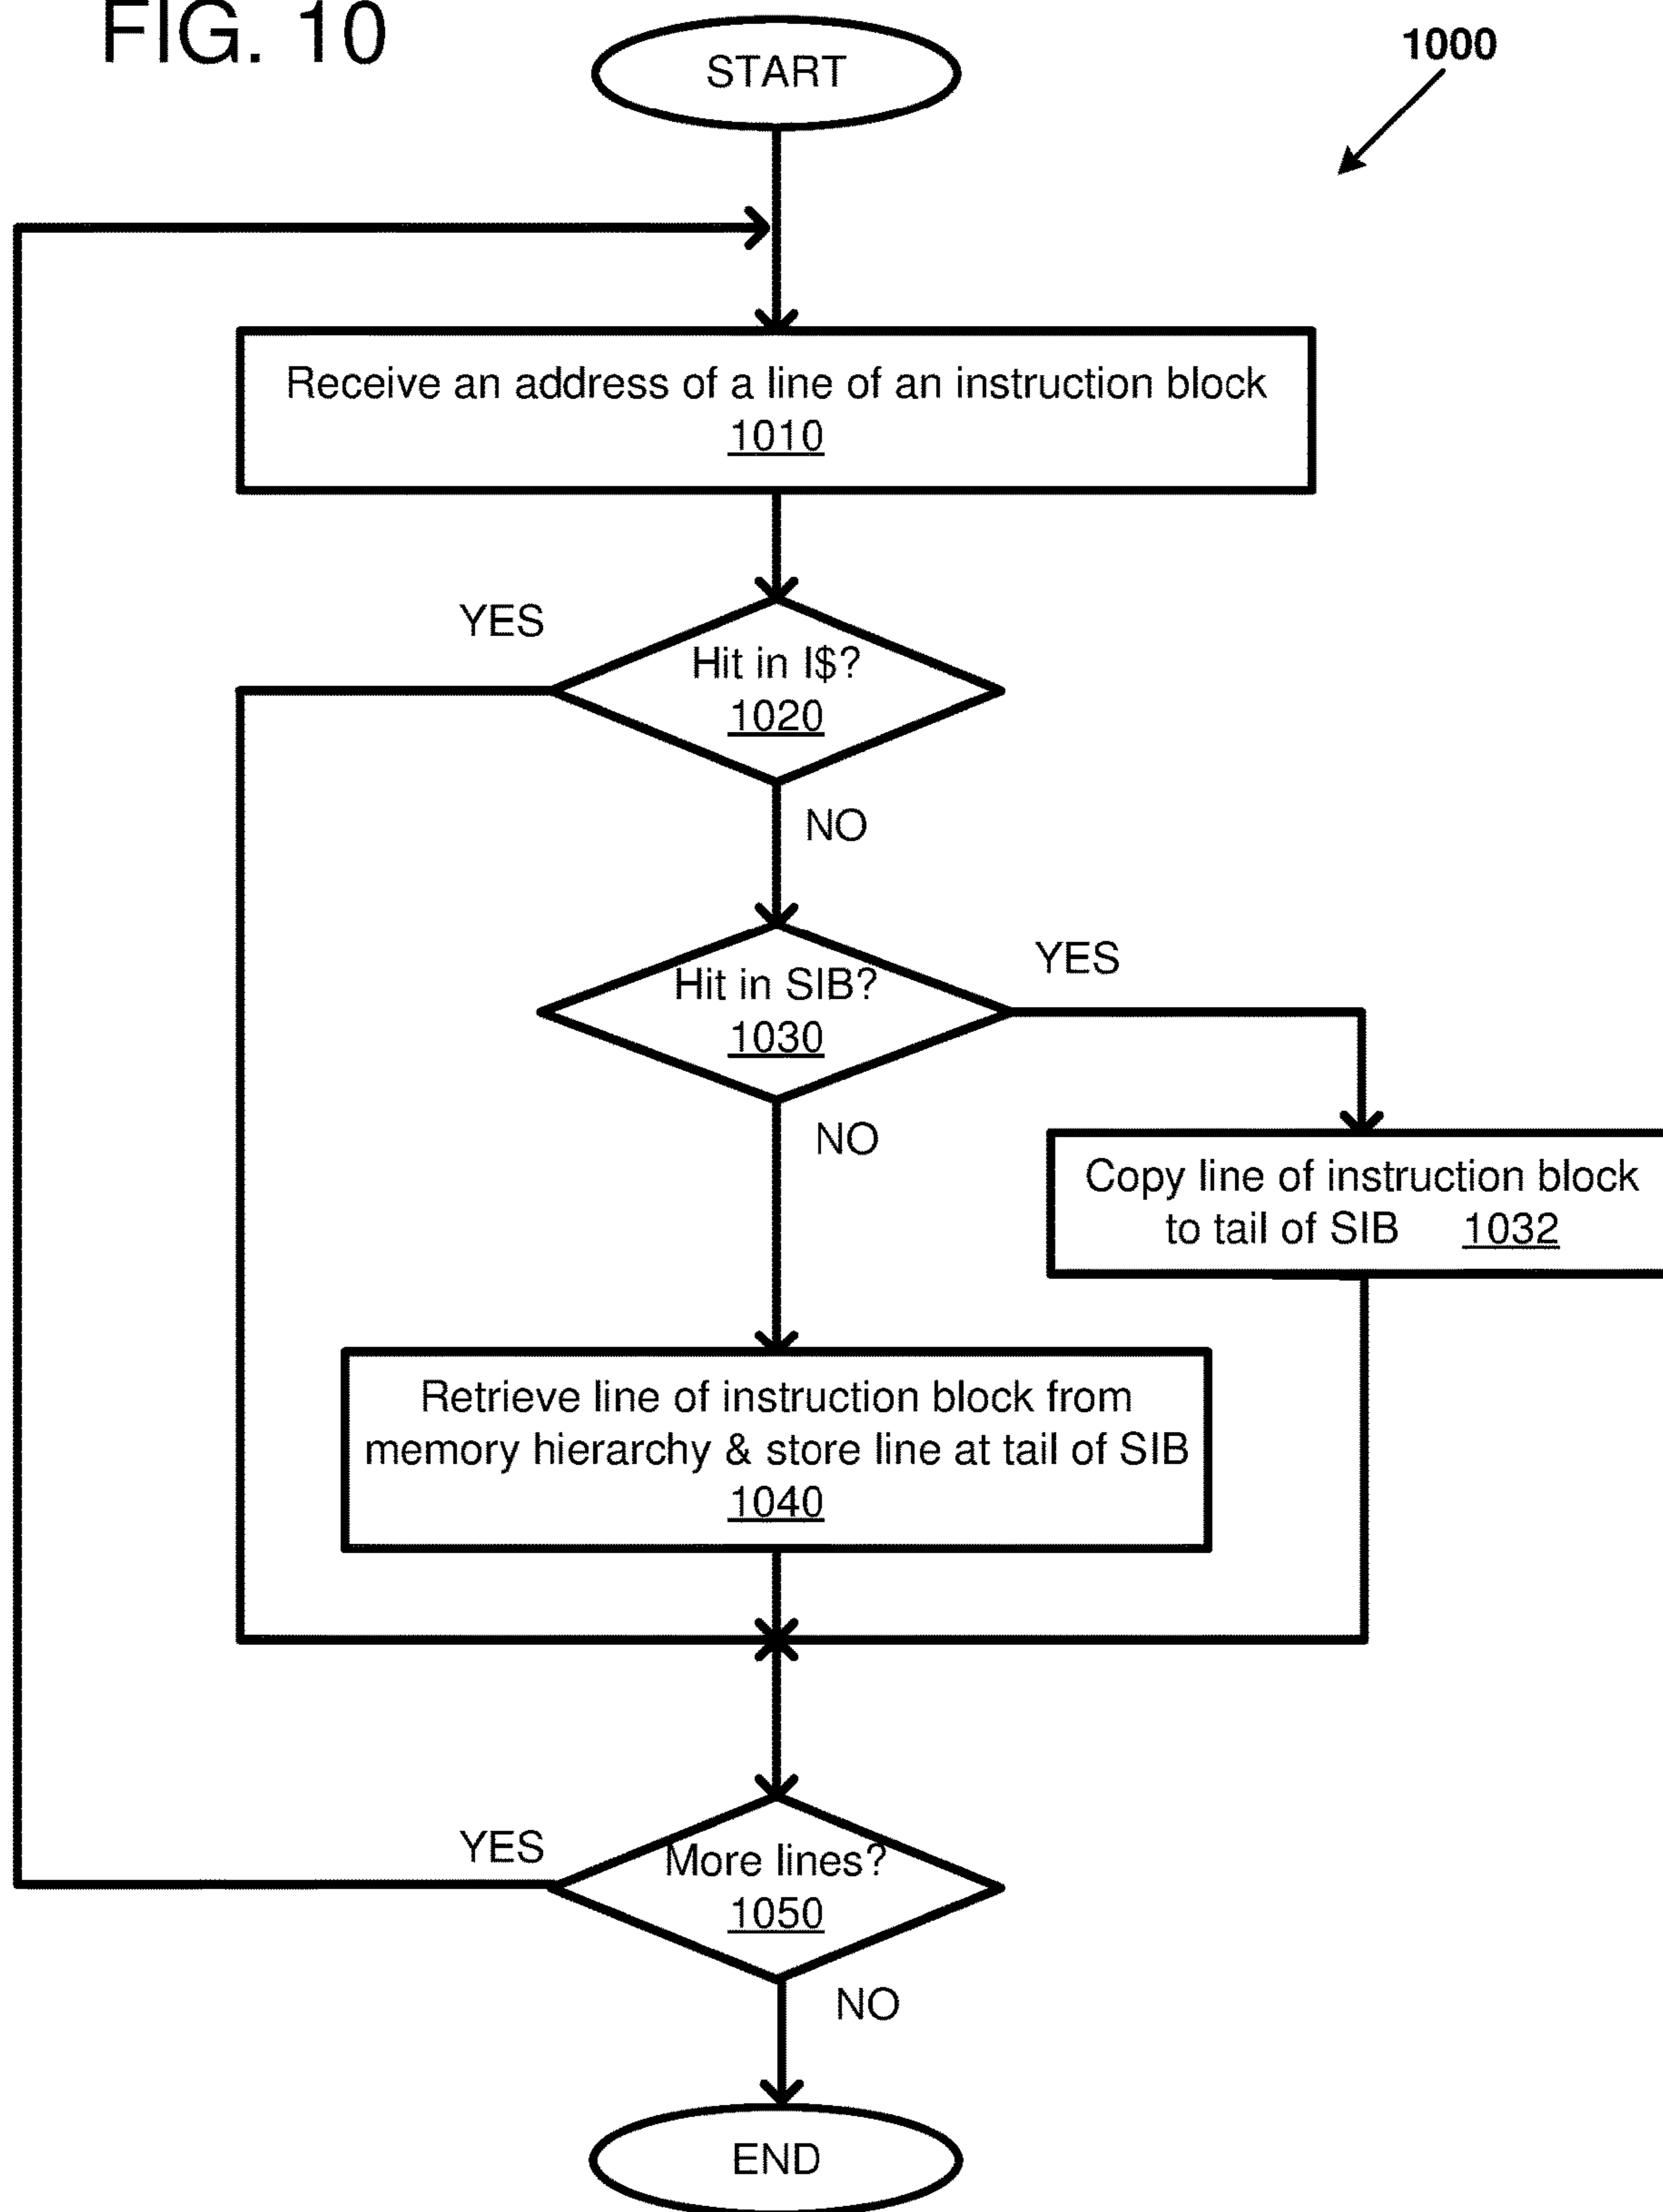 FIG. 10
START
1000
Receive an address of a line of an instruction block
1010
YES
Hit in I$?
1020
NO
Hit in SIB?
1030
YES
NO
Copy line of instruction block
to tail of SIB 1032
Retrieve line of instruction block from
memory hierarchy & store line at tail of SIB
1040
YES
More lines?
1050
NO
END